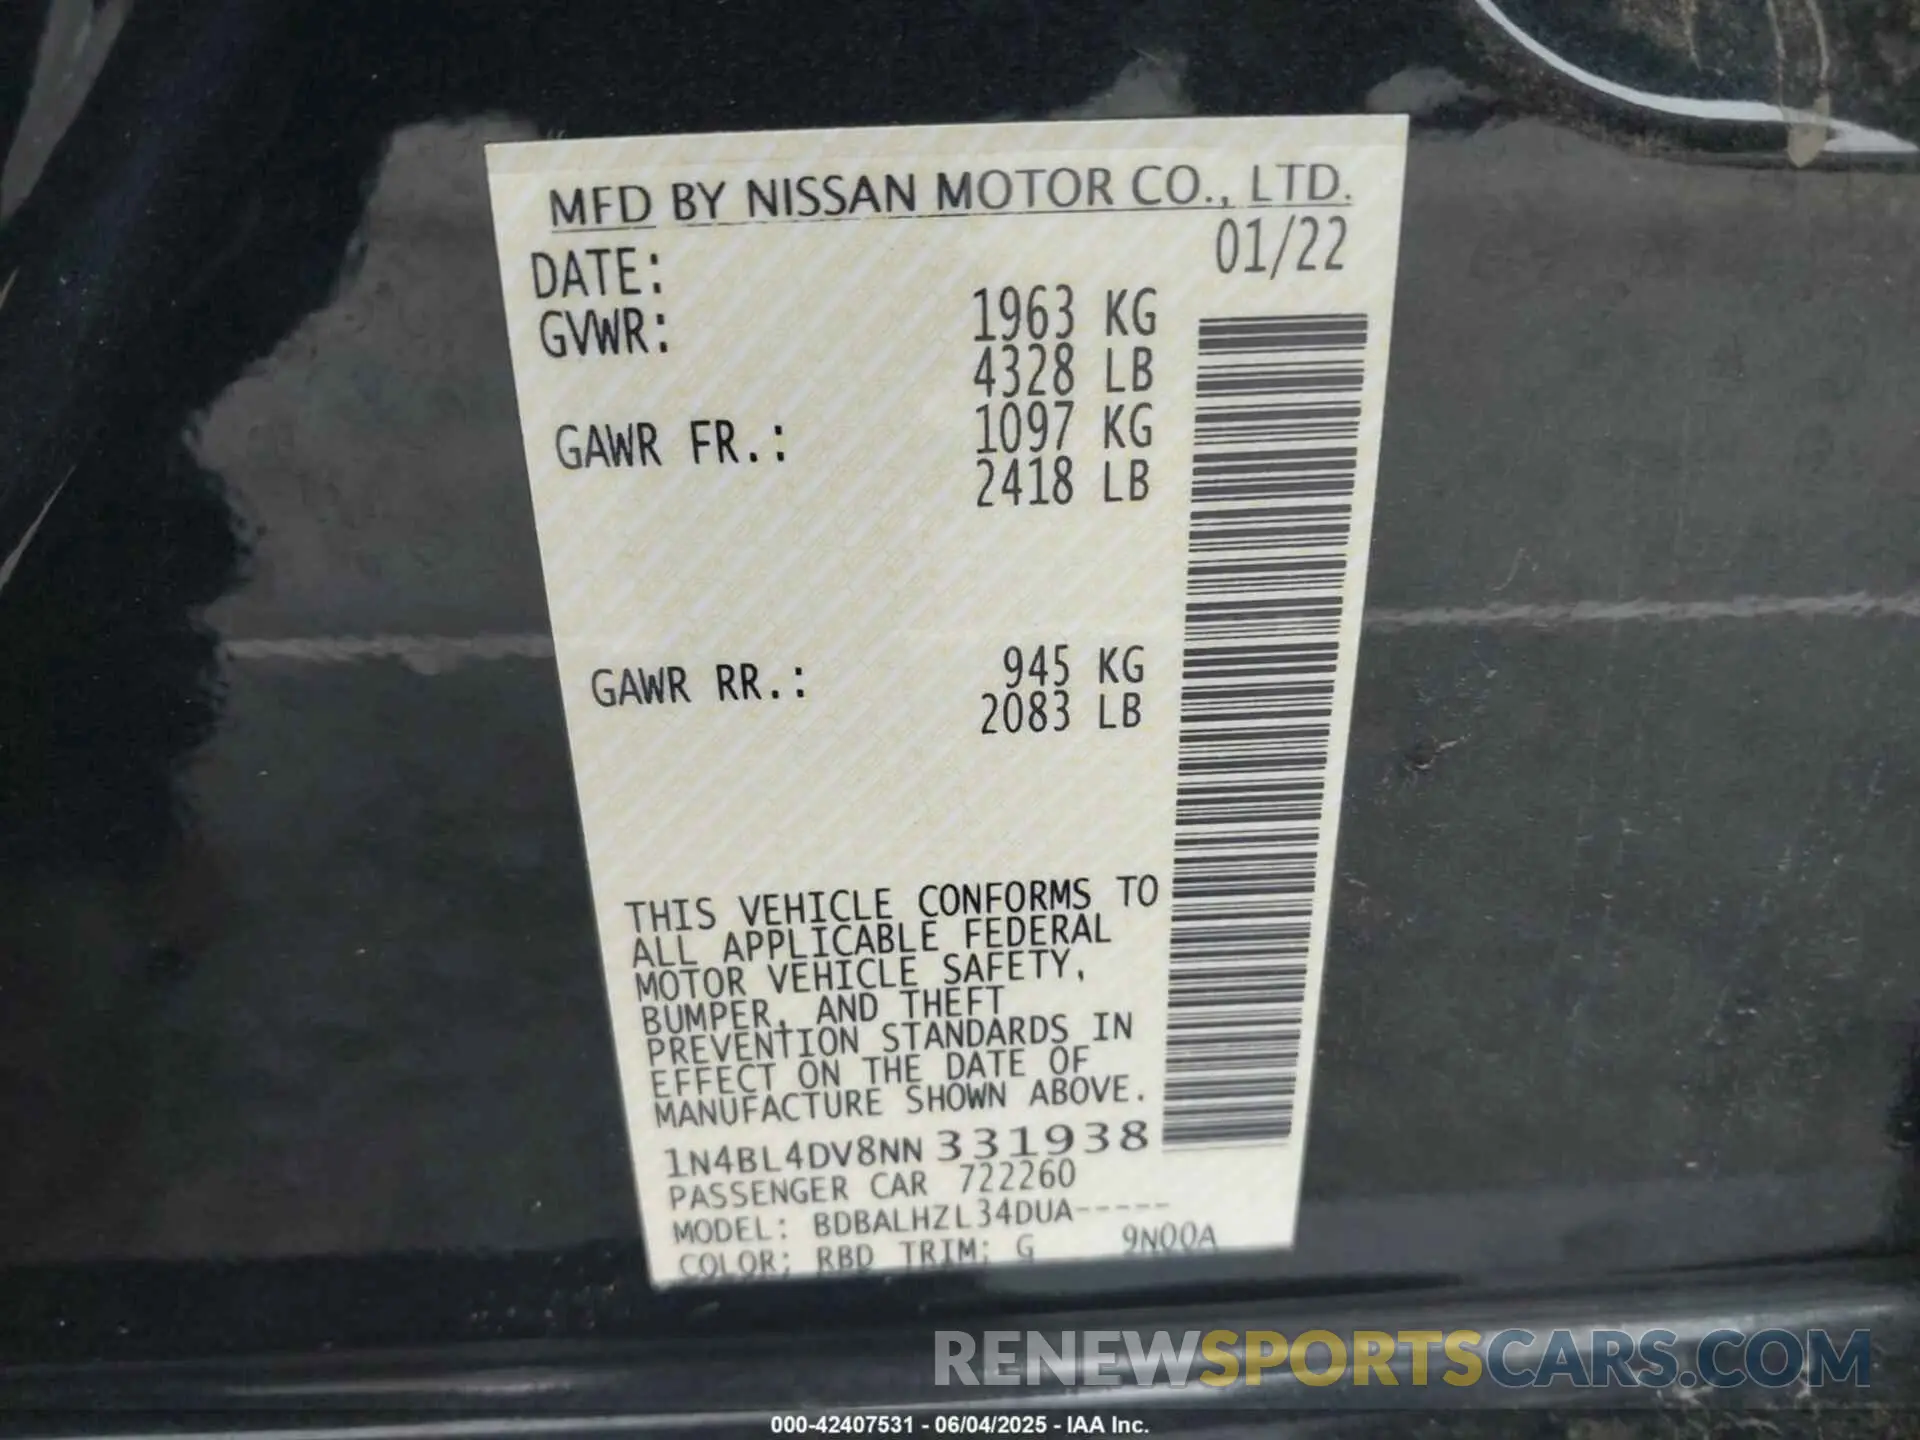 MFD BY NISSAN MOTOR CO., LTD.
DATE: 01/22
GVWR: 1963 KG
4328 LB
GAWR FR.: 1097 KG
2418 LB
GAWR RR.: 945 KG
2083 LB
THIS VEHICLE CONFORMS TO
ALL APPLICABLE FEDERAL
MOTOR VEHICLE SAFETY,
BUMPER, AND THEFT
PREVENTION STANDARDS IN
EFFECT ON THE DATE OF
MANUFACTURE SHOWN ABOVE.
1N4BL4DV8NN 331938
PASSENGER CAR 722260
MODEL: BDBALHZL34DUA-----
COLOR: RBD TRIM: G 9N00A
RENEWSPORTSCARS.COM
000-42407531 - 06/04/2025 - IAA Inc.